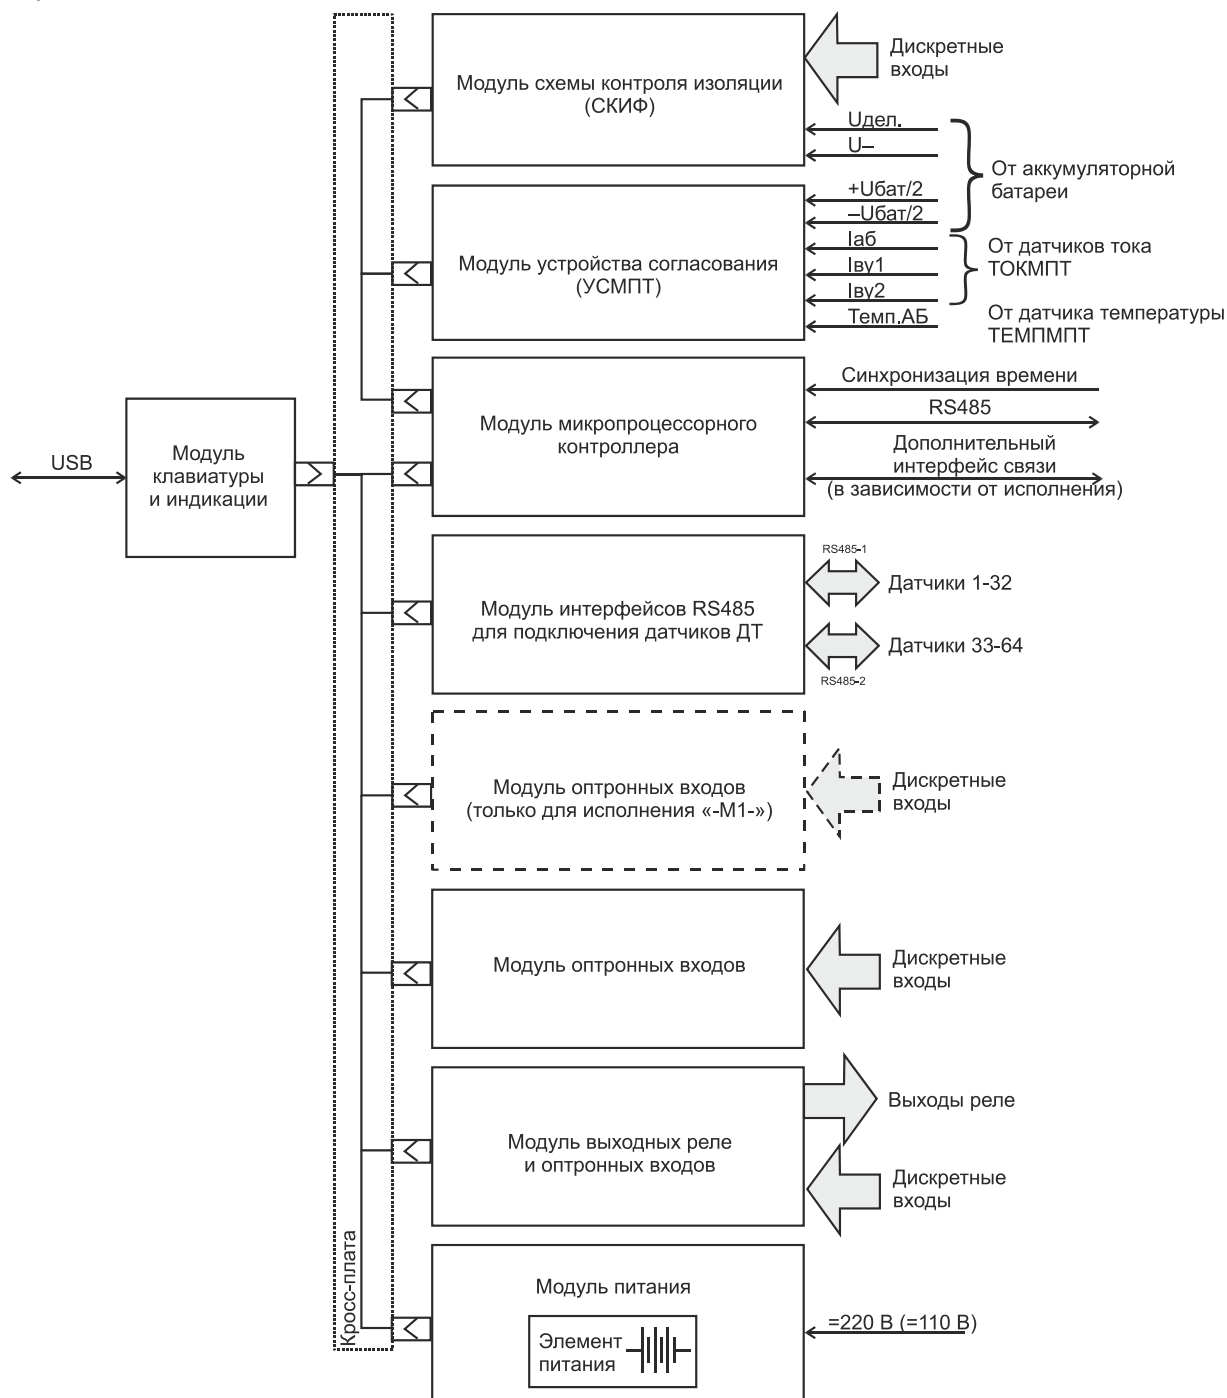 Модуль схемы контроля изоляции
(СКИФ)
Дискретные
входы
Uдел.
U–
От аккумуляторной
батареи
Модуль устройства согласования
(УСМПТ)
+Uбат/2
–Uбат/2
Iаб
Iву1
Iву2
Темп.АБ
От датчиков тока
ТОКМПТ
От датчика температуры
ТЕМПМПТ
Модуль микропроцессорного
контроллера
Синхронизация времени
RS485
Дополнительный
интерфейс связи
(в зависимости от исполнения)
USB
Модуль
клавиатуры
и индикации
Модуль интерфейсов RS485
для подключения датчиков ДТ
RS485-1
Датчики 1-32
Датчики 33-64
RS485-2
Модуль оптронных входов
(только для исполнения «-М1-»)
Дискретные
входы
Модуль оптронных входов
Дискретные
входы
Модуль выходных реле
и оптронных входов
Выходы реле
Дискретные
входы
Кросс-плата
Модуль питания
Элемент
питания
=220 В (=110 В)